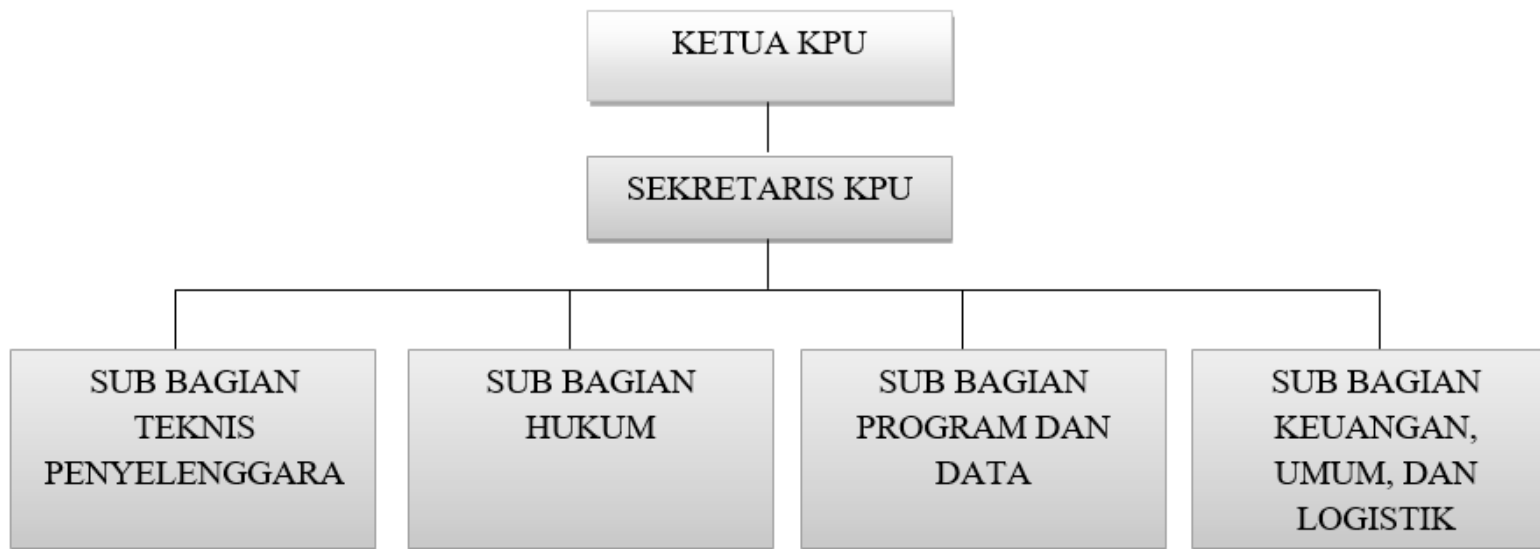 KETUA KPU
SEKRETARIS KPU
SUB BAGIAN
TEKNIS
PENYELENGGARA
SUB BAGIAN
HUKUM
SUB BAGIAN
PROGRAM DAN
DATA
SUB BAGIAN
KEUANGAN,
UMUM, DAN
LOGISTIK